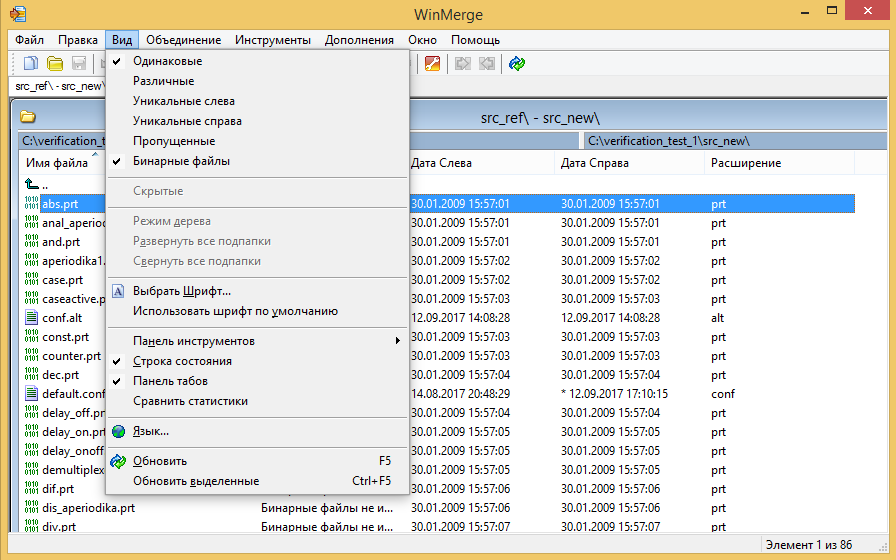 WinMerge
Файл Правка Вид Объединение Инструменты Дополнения Окно Помощь
src_ref\ - src_new\
src_ref\ - src_new\
C:\verification_t
C:\verification_test_1\src_new\
Имя файла Дата Слева Дата Справа Расширение
..
Одинаковые
Различные
Уникальные слева
Уникальные справа
Пропущенные
Бинарные файлы
Скрытые
Режим дерева
Развернуть все подпапки
Свернуть все подпапки
Выбрать Шрифт...
Использовать шрифт по умолчанию
Панель инструментов
Строка состояния
Панель табов
Сравнить статистики
Язык...
Обновить F5
Обновить выделенные Ctrl+F5
abs.prt 30.01.2009 15:57:01 30.01.2009 15:57:01 prt
anal_aperiodi 30.01.2009 15:57:01 30.01.2009 15:57:01 prt
and.prt 30.01.2009 15:57:01 30.01.2009 15:57:01 prt
aperiodika1. 30.01.2009 15:57:02 30.01.2009 15:57:02 prt
case.prt 30.01.2009 15:57:02 30.01.2009 15:57:02 prt
caseactive.p 30.01.2009 15:57:03 30.01.2009 15:57:03 prt
conf.alt 12.09.2017 14:08:28 12.09.2017 14:08:28 alt
const.prt 30.01.2009 15:57:03 30.01.2009 15:57:03 prt
counter.prt 30.01.2009 15:57:03 30.01.2009 15:57:03 prt
dec.prt 30.01.2009 15:57:04 30.01.2009 15:57:04 prt
default.conf 14.08.2017 20:48:29 * 12.09.2017 17:10:15 conf
delay_off.pr 30.01.2009 15:57:04 30.01.2009 15:57:04 prt
delay_on.prt 30.01.2009 15:57:05 30.01.2009 15:57:05 prt
delay_onoff 30.01.2009 15:57:05 30.01.2009 15:57:05 prt
demultiplex 30.01.2009 15:57:05 30.01.2009 15:57:05 prt
dif.prt 30.01.2009 15:57:06 30.01.2009 15:57:06 prt
dis_aperiodika.prt Бинарные файлы не и... 30.01.2009 15:57:06 30.01.2009 15:57:06 prt
div.prt Бинарные файлы не и... 30.01.2009 15:57:07 30.01.2009 15:57:07 prt
Элемент 1 из 86